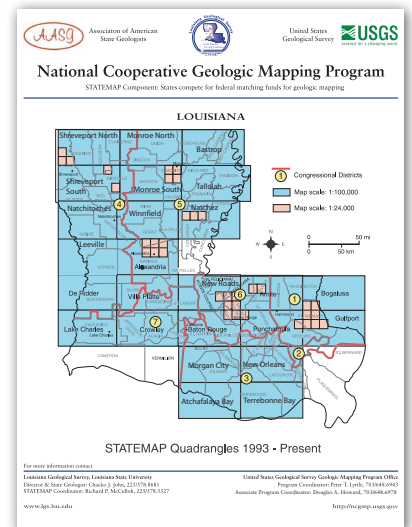 AASG
Associaton of American
State Geologists
United States
Geological Survey
USGS
science for a changing world
National Cooperative Geologic Mapping Program
STATEMAP Component: States compete for federal matching funds for geologic mapping
LOUISIANA
Shreveport North
Monroe North
Bastrop
Shreveport
South
Monroe South
Tallulah
Natchitoches
Winnfield
Natchez
Leeville
Alexandria
De Ridder
Ville Platte
New Roads
Amite
Bogalusa
Lake Charles
Crowley
Baton Rouge
Ponchatoula
Gulfport
Morgan City
New Orleans
Atchafalaya Bay
Terrebonne Bay
CAMERON
VERMILION
ST. BERNARD
PLAQUEMINES
4
5
6
1
7
2
3
1 Congressional Districts
Map scale: 1:100,000
Map scale: 1:24,000
N
W E
S
0 50 mi
0 50 km
STATEMAP Quadrangles 1993 - Present
For more information contact
Louisiana Geological Survey, Louisiana State University
Director & State Geologist: Chacko J. John, 225/578.8681
STATEMAP Coordinator: Richard P. McCulloh, 225/578.5327
www.lgs.lsu.edu
United States Geological Survey Geologic Mapping Program Office
Program Coordinator: Peter T. Lyttle, 703/648.6943
Associate Program Coordinator: Douglas A. Howard, 703/648.6978
http://ncgmp.usgs.gov